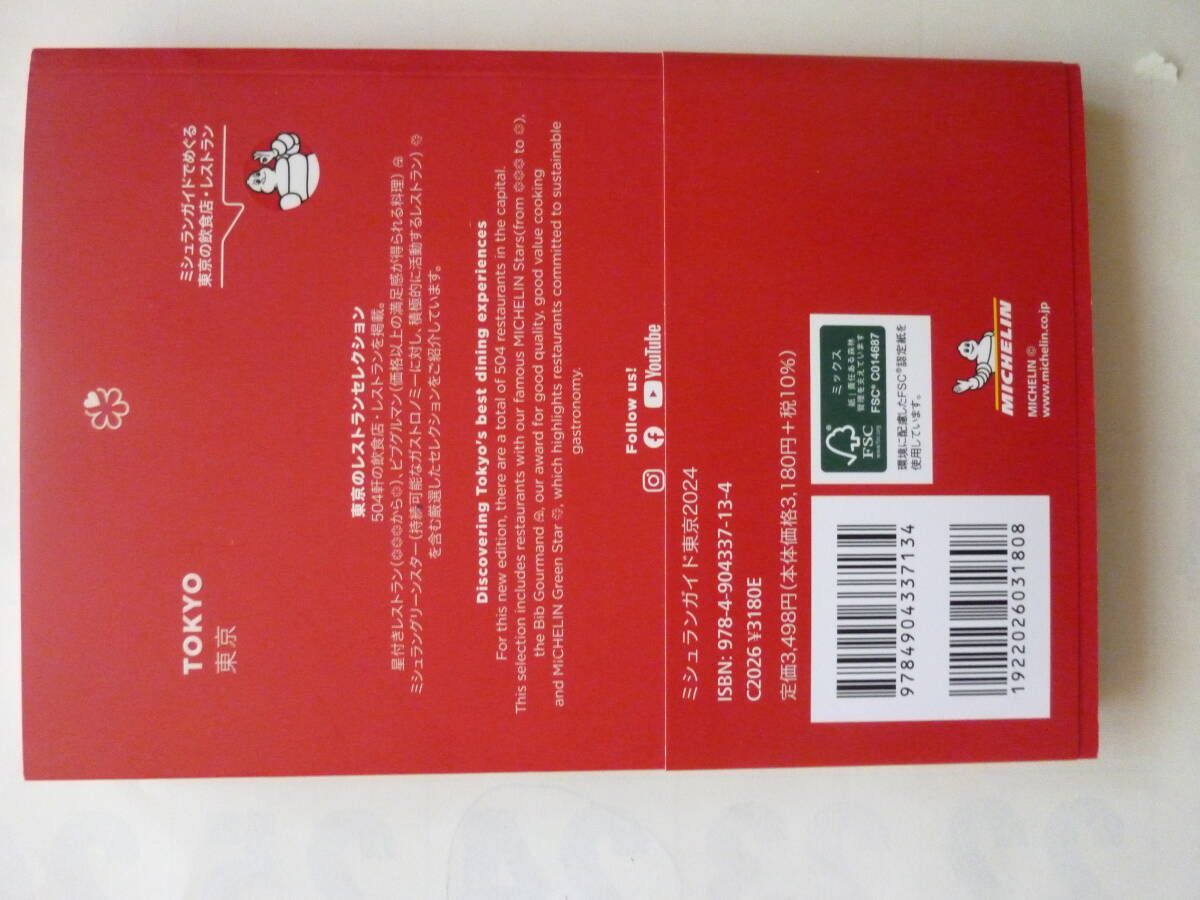 TOKYO
東京
ミシュランガイドでめぐる
東京の飲食店・レストラン
東京のレストランセレクション
504軒の飲食店・レストランを掲載。
星付きレストラン(❀❀❀から❀)、ビブグルマン(価格以上の満足感が得られる料理)
ミシュラングリーンスター(持続可能なガストロノミーに対し、積極的に活動するレストラン)
を含む厳選したセレクションをご紹介しています。
Discovering Tokyo's best dining experiences
For this new edition, there are a total of 504 restaurants in the capital.
This selection includes restaurants with our famous MICHELIN Stars(from ❀❀❀ to ❀),
the Bib Gourmand, our award for good quality, good value cooking
and MiCHELIN Green Star, which highlights restaurants committed to sustainable
gastronomy.
Follow us!
YouTube
ミシュランガイド東京2024
ISBN: 978-4-904337-13-4
C2026 ¥3180E
定価3,498円(本体価格3,180円+税10%)
9784904337134
1922026031808
FSC
www.fsc.org
ミックス
紙|責任ある森林
管理を支えています
FSC® C014687
環境に配慮したFSC®認定紙を
使用しています。
MICHELIN
MICHELIN ©
www.michelin.co.jp